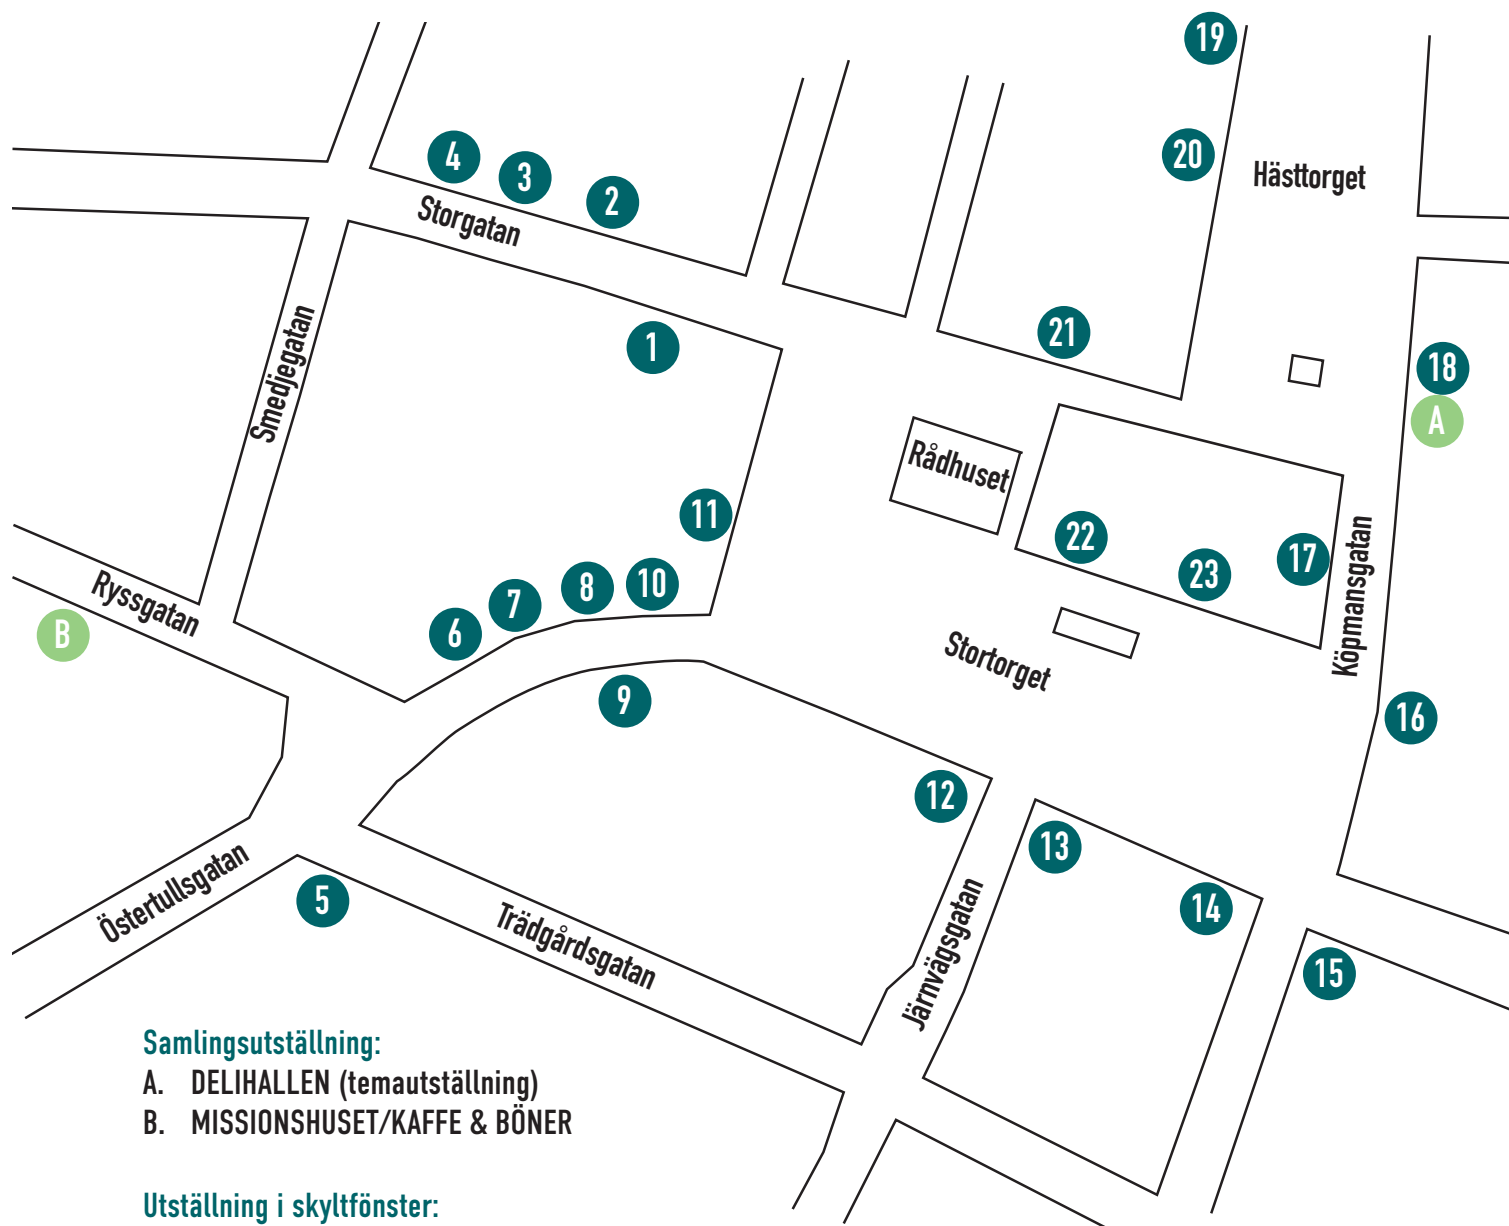 19
4
3
2
20
Hästtorget
Storgatan
21
1
Smedjegatan
18
A
Rådhuset
11
22
17
23
Köpmansgatan
8
10
7
6
Ryssgatan
B
Stortorget
9
16
12
13
Östertullsgatan
5
14
Trädgårdsgatan
Järnvägsgatan
15
Samlingsutställning:
A. DELIHALLEN (temautställning)
B. MISSIONSHUSET/KAFFE & BÖNER
Utställning i skyltfönster: